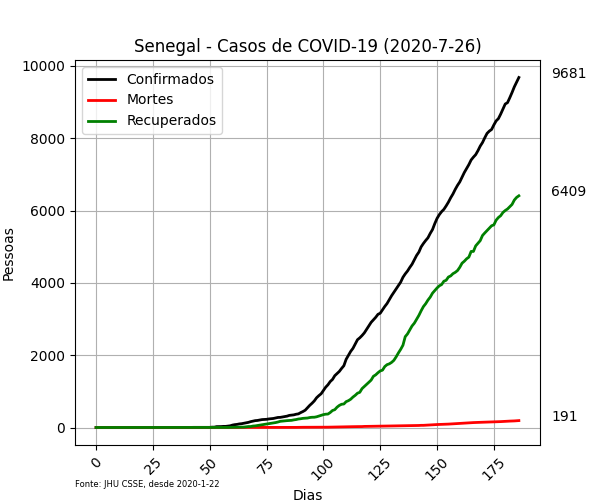 Senegal - Casos de COVID-19 (2020-7-26)
Confirmados
Mortes
Recuperados
10000
8000
6000
4000
2000
0
Pessoas
9681
6409
191
0
25
50
75
100
125
150
175
Fonte: JHU CSSE, desde 2020-1-22
Dias